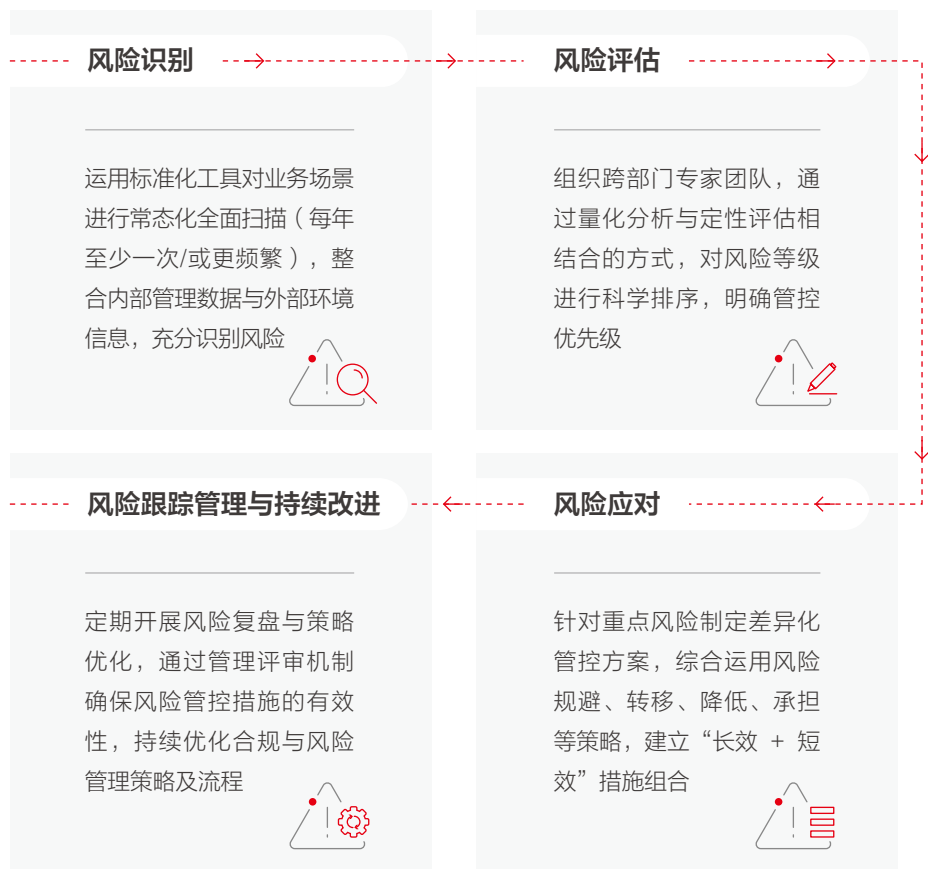 风险识别
运用标准化工具对业务场景
进行常态化全面扫描（每年
至少一次/或更频繁），整
合内部管理数据与外部环境
信息，充分识别风险
风险评估
组织跨部门专家团队，通
过量化分析与定性评估相
结合的方式，对风险等级
进行科学排序，明确管控
优先级
风险应对
针对重点风险制定差异化
管控方案，综合运用风险
规避、转移、降低、承担
等策略，建立“长效 + 短
效”措施组合
风险跟踪管理与持续改进
定期开展风险复盘与策略
优化，通过管理评审机制
确保风险管控措施的有效
性，持续优化合规与风险
管理策略及流程